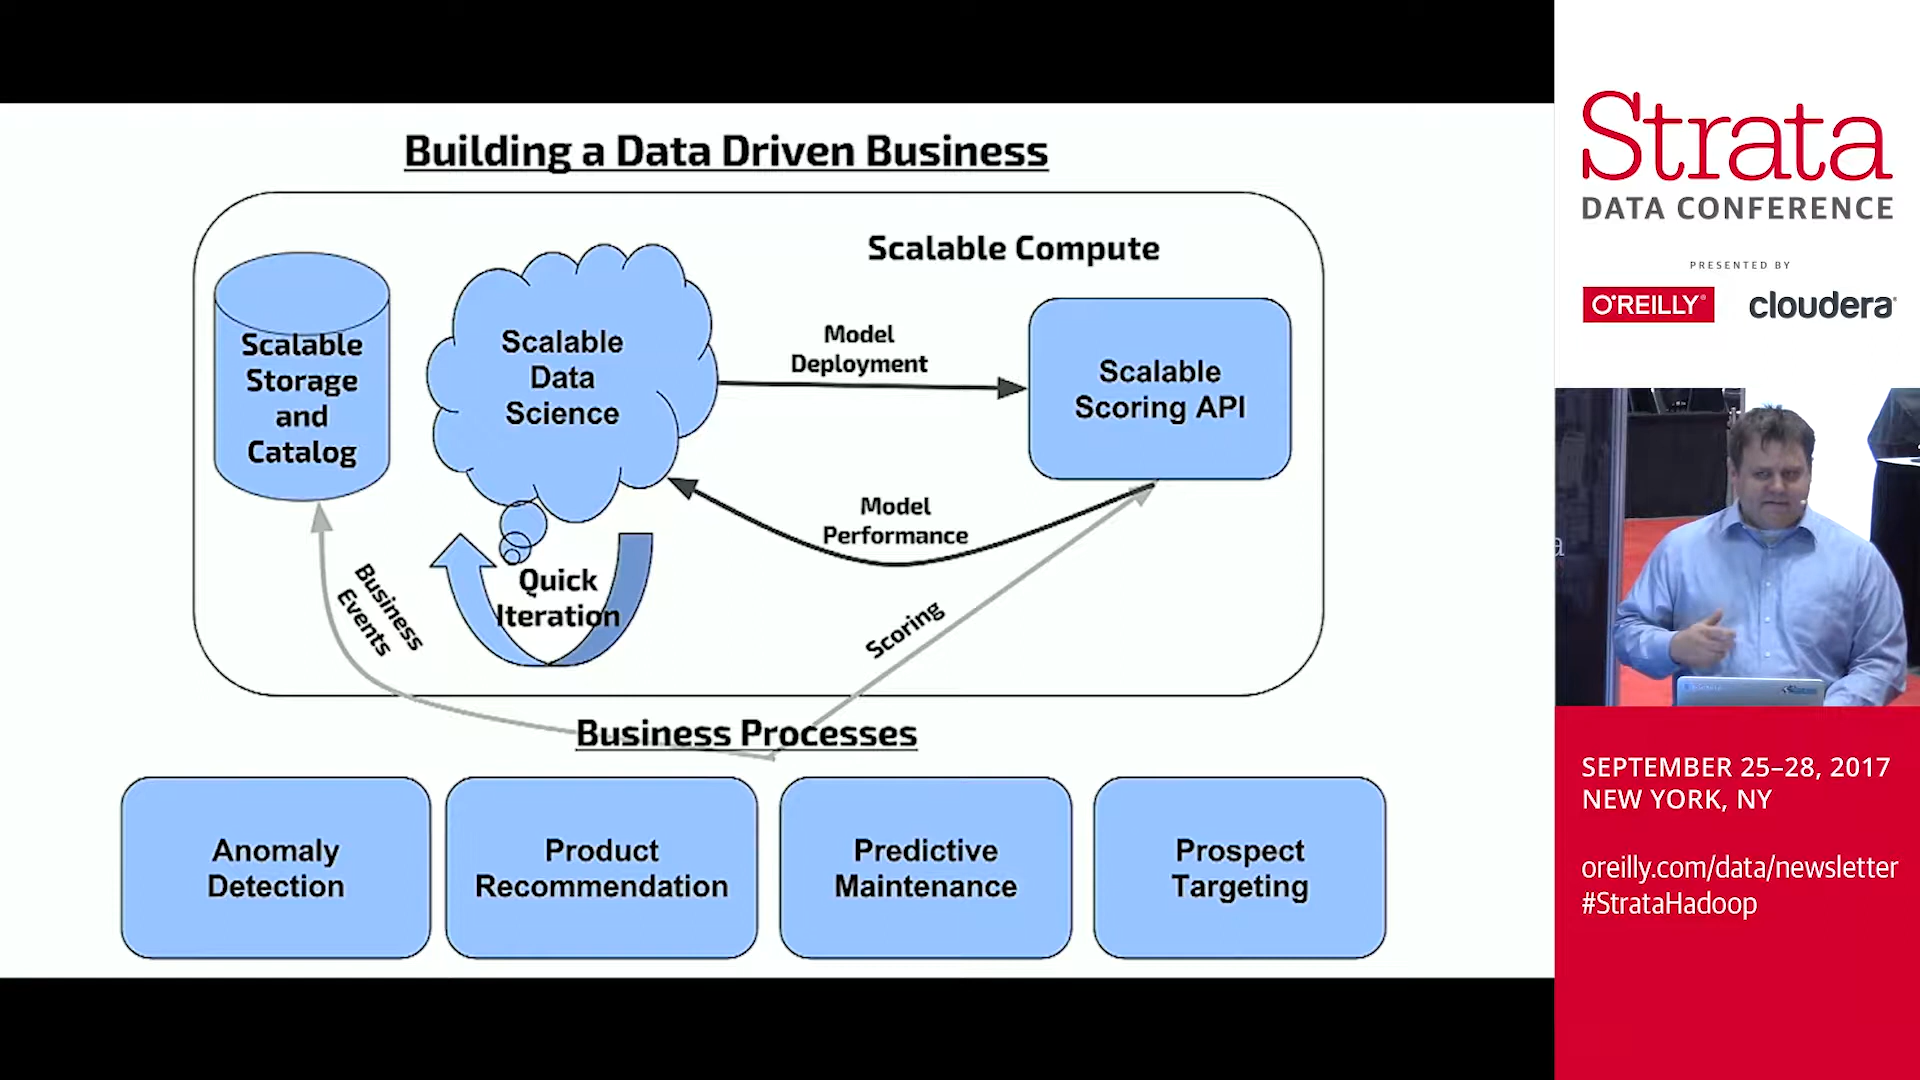 Building a Data Driven Business
Scalable Compute
Scalable
Storage
and
Catalog
Scalable
Data
Science
Model
Deployment
Scalable
Scoring API
Model
Performance
Quick
Iteration
Business
Events
Scoring
Business Processes
Anomaly
Detection
Product
Recommendation
Predictive
Maintenance
Prospect
Targeting
Strata
DATA CONFERENCE
PRESENTED BY
O'REILLY®
cloudera®
SEPTEMBER 25–28, 2017
NEW YORK, NY
oreilly.com/data/newsletter
#StrataHadoop